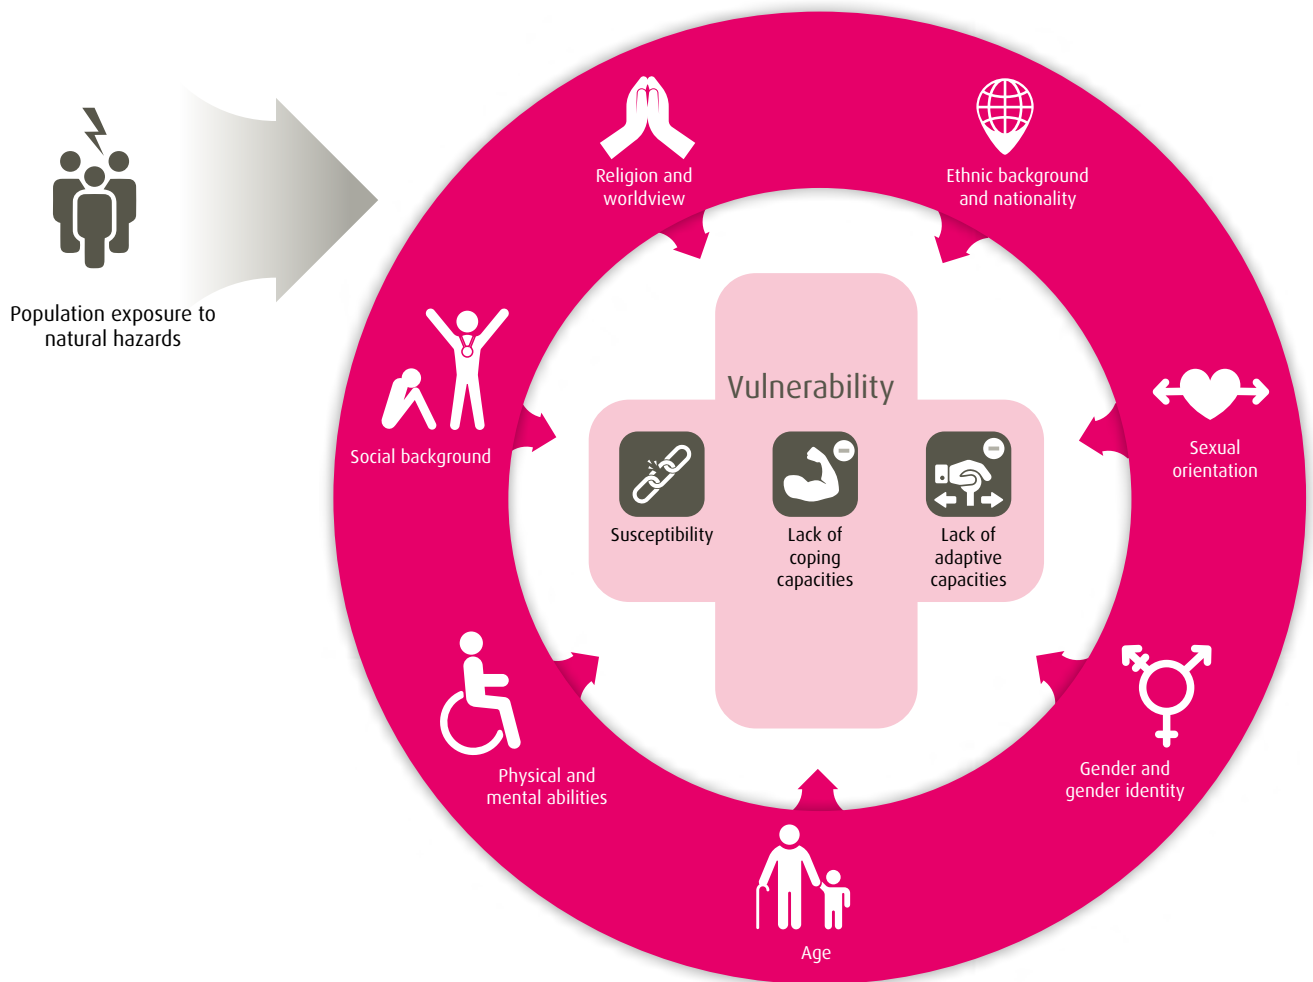 Population exposure to
natural hazards
Religion and
worldview
Ethnic background
and nationality
Social background
Sexual
orientation
Vulnerability
Susceptibility
Lack of
coping
capacities
Lack of
adaptive
capacities
Physical and
mental abilities
Gender and
gender identity
Age